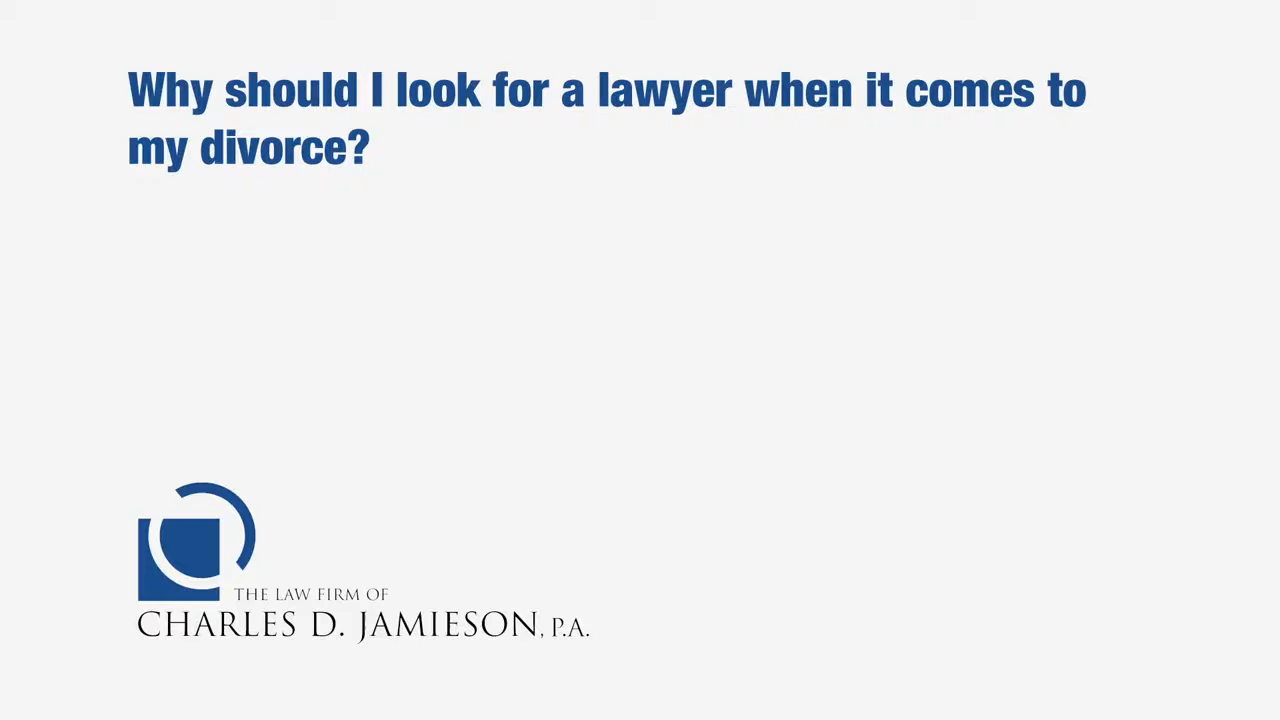 Why should I look for a lawyer when it comes to
my divorce?
THE LAW FIRM OF
CHARLES D. JAMIESON, P.A.